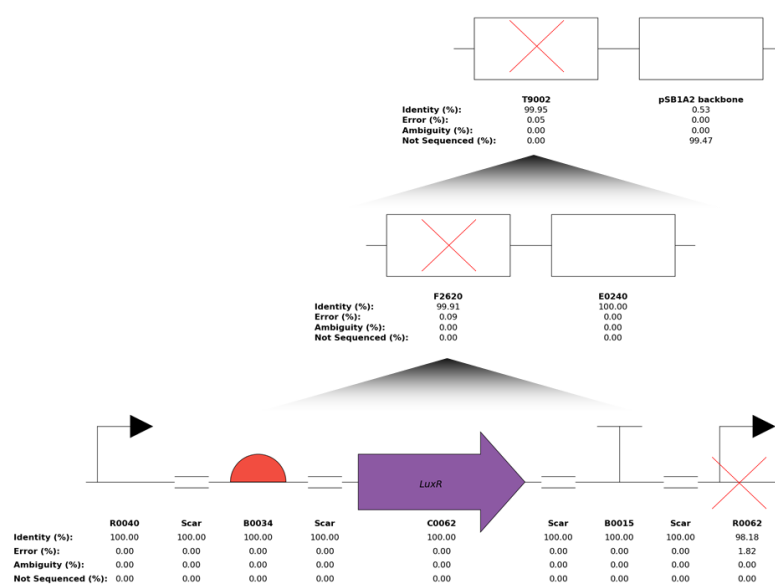 T9002 pSB1A2 backbone
Identity (%): 99.95 0.53
Error (%): 0.05 0.00
Ambiguity (%): 0.00 0.00
Not Sequenced (%): 0.00 99.47
F2620 E0240
Identity (%): 99.91 100.00
Error (%): 0.09 0.00
Ambiguity (%): 0.00 0.00
Not Sequenced (%): 0.00 0.00
LuxR
R0040 Scar B0034 Scar C0062 Scar B0015 Scar R0062
Identity (%): 100.00 100.00 100.00 100.00 100.00 100.00 100.00 100.00 98.18
Error (%): 0.00 0.00 0.00 0.00 0.00 0.00 0.00 0.00 1.82
Ambiguity (%): 0.00 0.00 0.00 0.00 0.00 0.00 0.00 0.00 0.00
Not Sequenced (%): 0.00 0.00 0.00 0.00 0.00 0.00 0.00 0.00 0.00